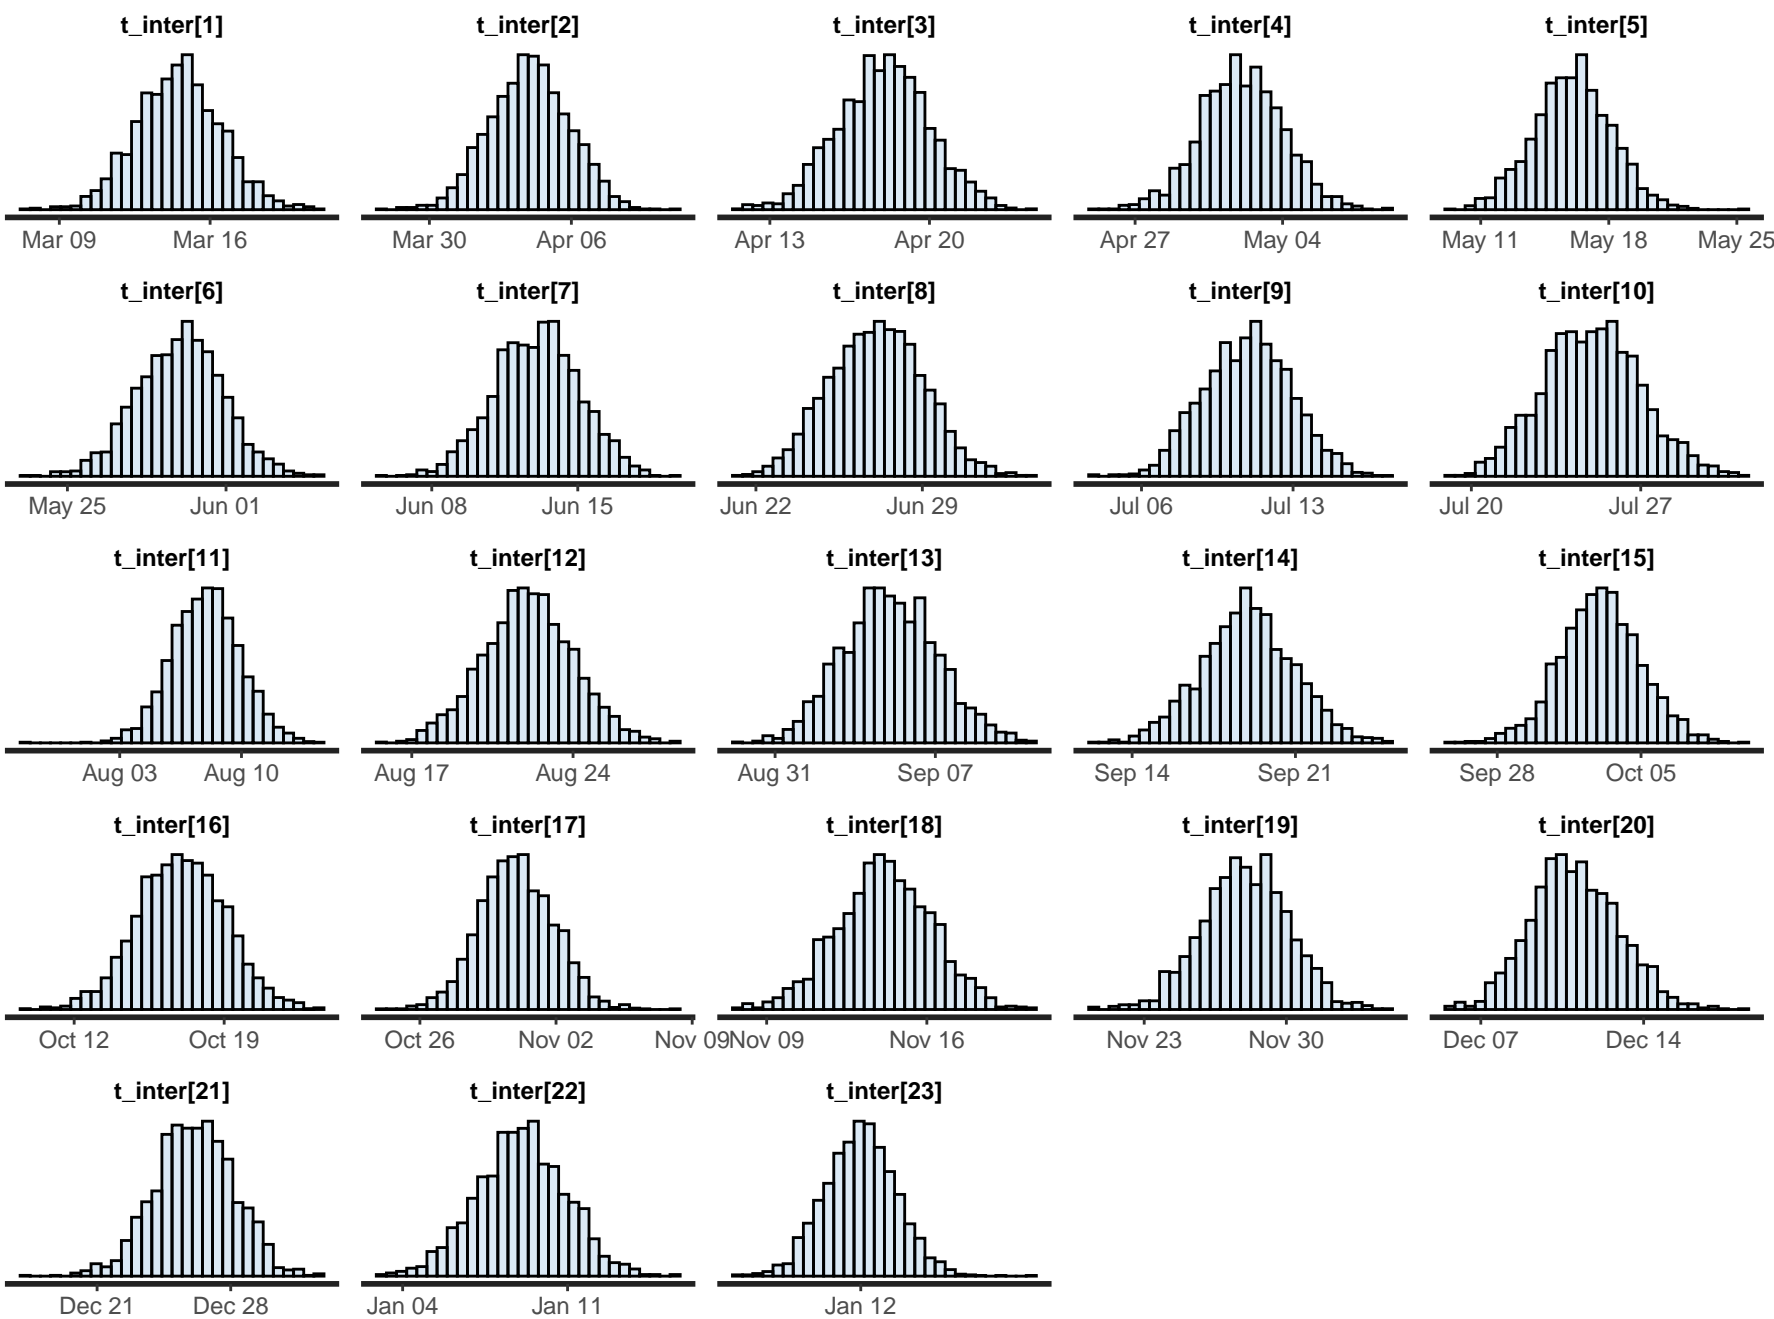 t_inter[1] t_inter[2] t_inter[3] t_inter[4] t_inter[5]
Mar 09 Mar 16 Mar 30 Apr 06 Apr 13 Apr 20 Apr 27 May 04 May 11 May 18 May 25
t_inter[6] t_inter[7] t_inter[8] t_inter[9] t_inter[10]
May 25 Jun 01 Jun 08 Jun 15 Jun 22 Jun 29 Jul 06 Jul 13 Jul 20 Jul 27
t_inter[11] t_inter[12] t_inter[13] t_inter[14] t_inter[15]
Aug 03 Aug 10 Aug 17 Aug 24 Aug 31 Sep 07 Sep 14 Sep 21 Sep 28 Oct 05
t_inter[16] t_inter[17] t_inter[18] t_inter[19] t_inter[20]
Oct 12 Oct 19 Oct 26 Nov 02 Nov 09 Nov 09 Nov 16 Nov 23 Nov 30 Dec 07 Dec 14
t_inter[21] t_inter[22] t_inter[23]
Dec 21 Dec 28 Jan 04 Jan 11 Jan 12